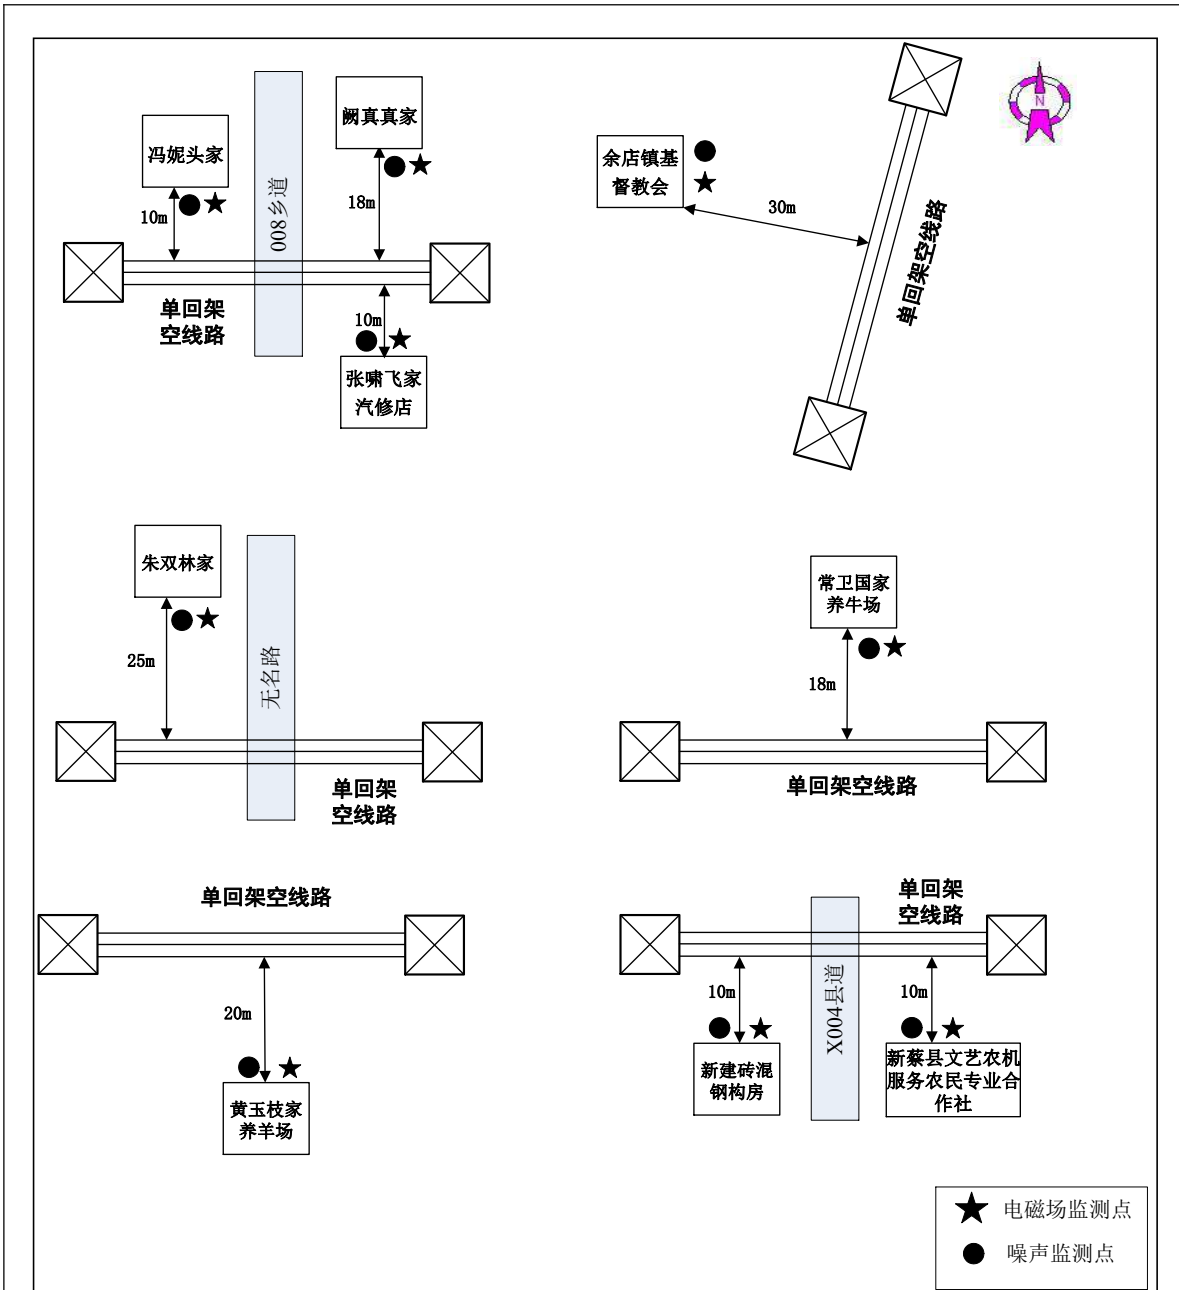 阚真真家
冯妮头家
008乡道
10m
18m
单回架
空线路
10m
张啸飞家
汽修店
N
余店镇基
督教会
30m
单回架空线路
朱双林家
25m
无名路
单回架
空线路
常卫国家
养牛场
18m
单回架空线路
单回架空线路
20m
黄玉枝家
养羊场
单回架
空线路
X004县道
10m
10m
新建砖混
钢构房
新蔡县文艺农机
服务农民专业合
作社
电磁场监测点
噪声监测点